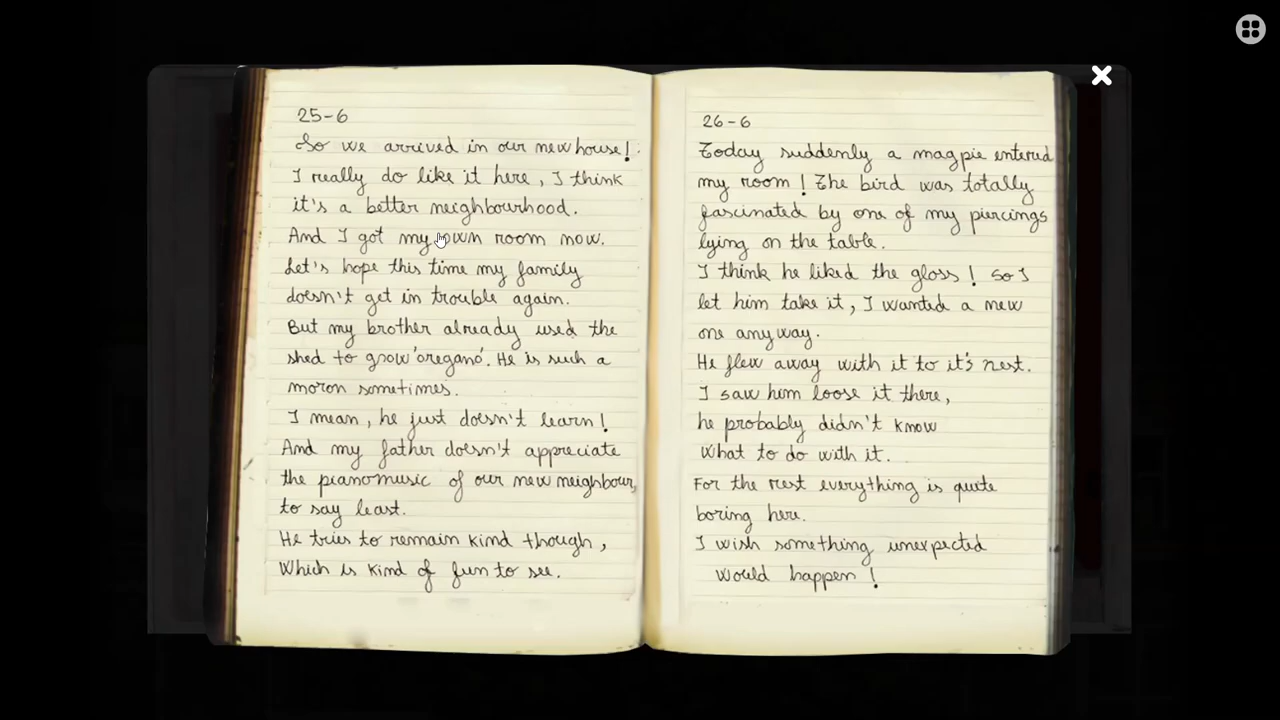 25-6
So we arrived in our new house!
I really do like it here, I think
it's a better neighbourhood.
And I got my own room now.
Let's hope this time my family
doesn't get in trouble again.
But my brother already used the
shed to grow 'oregano'. He is such a
moron sometimes.
I mean, he just doesn't learn!
And my father doesn't appreciate
the pianomusic of our new neighbour,
to say least.
He tries to remain kind though,
Which is kind of fun to see.
26-6
Today suddenly a magpie entered
my room! The bird was totally
fascinated by one of my piercings
lying on the table.
I think he liked the gloss! So I
let him take it, I wanted a new
one anyway.
He flew away with it to it's nest.
I saw him loose it there,
he probably didn't know
What to do with it.
For the rest everything is quite
boring here.
I wish something unexpected
would happen!